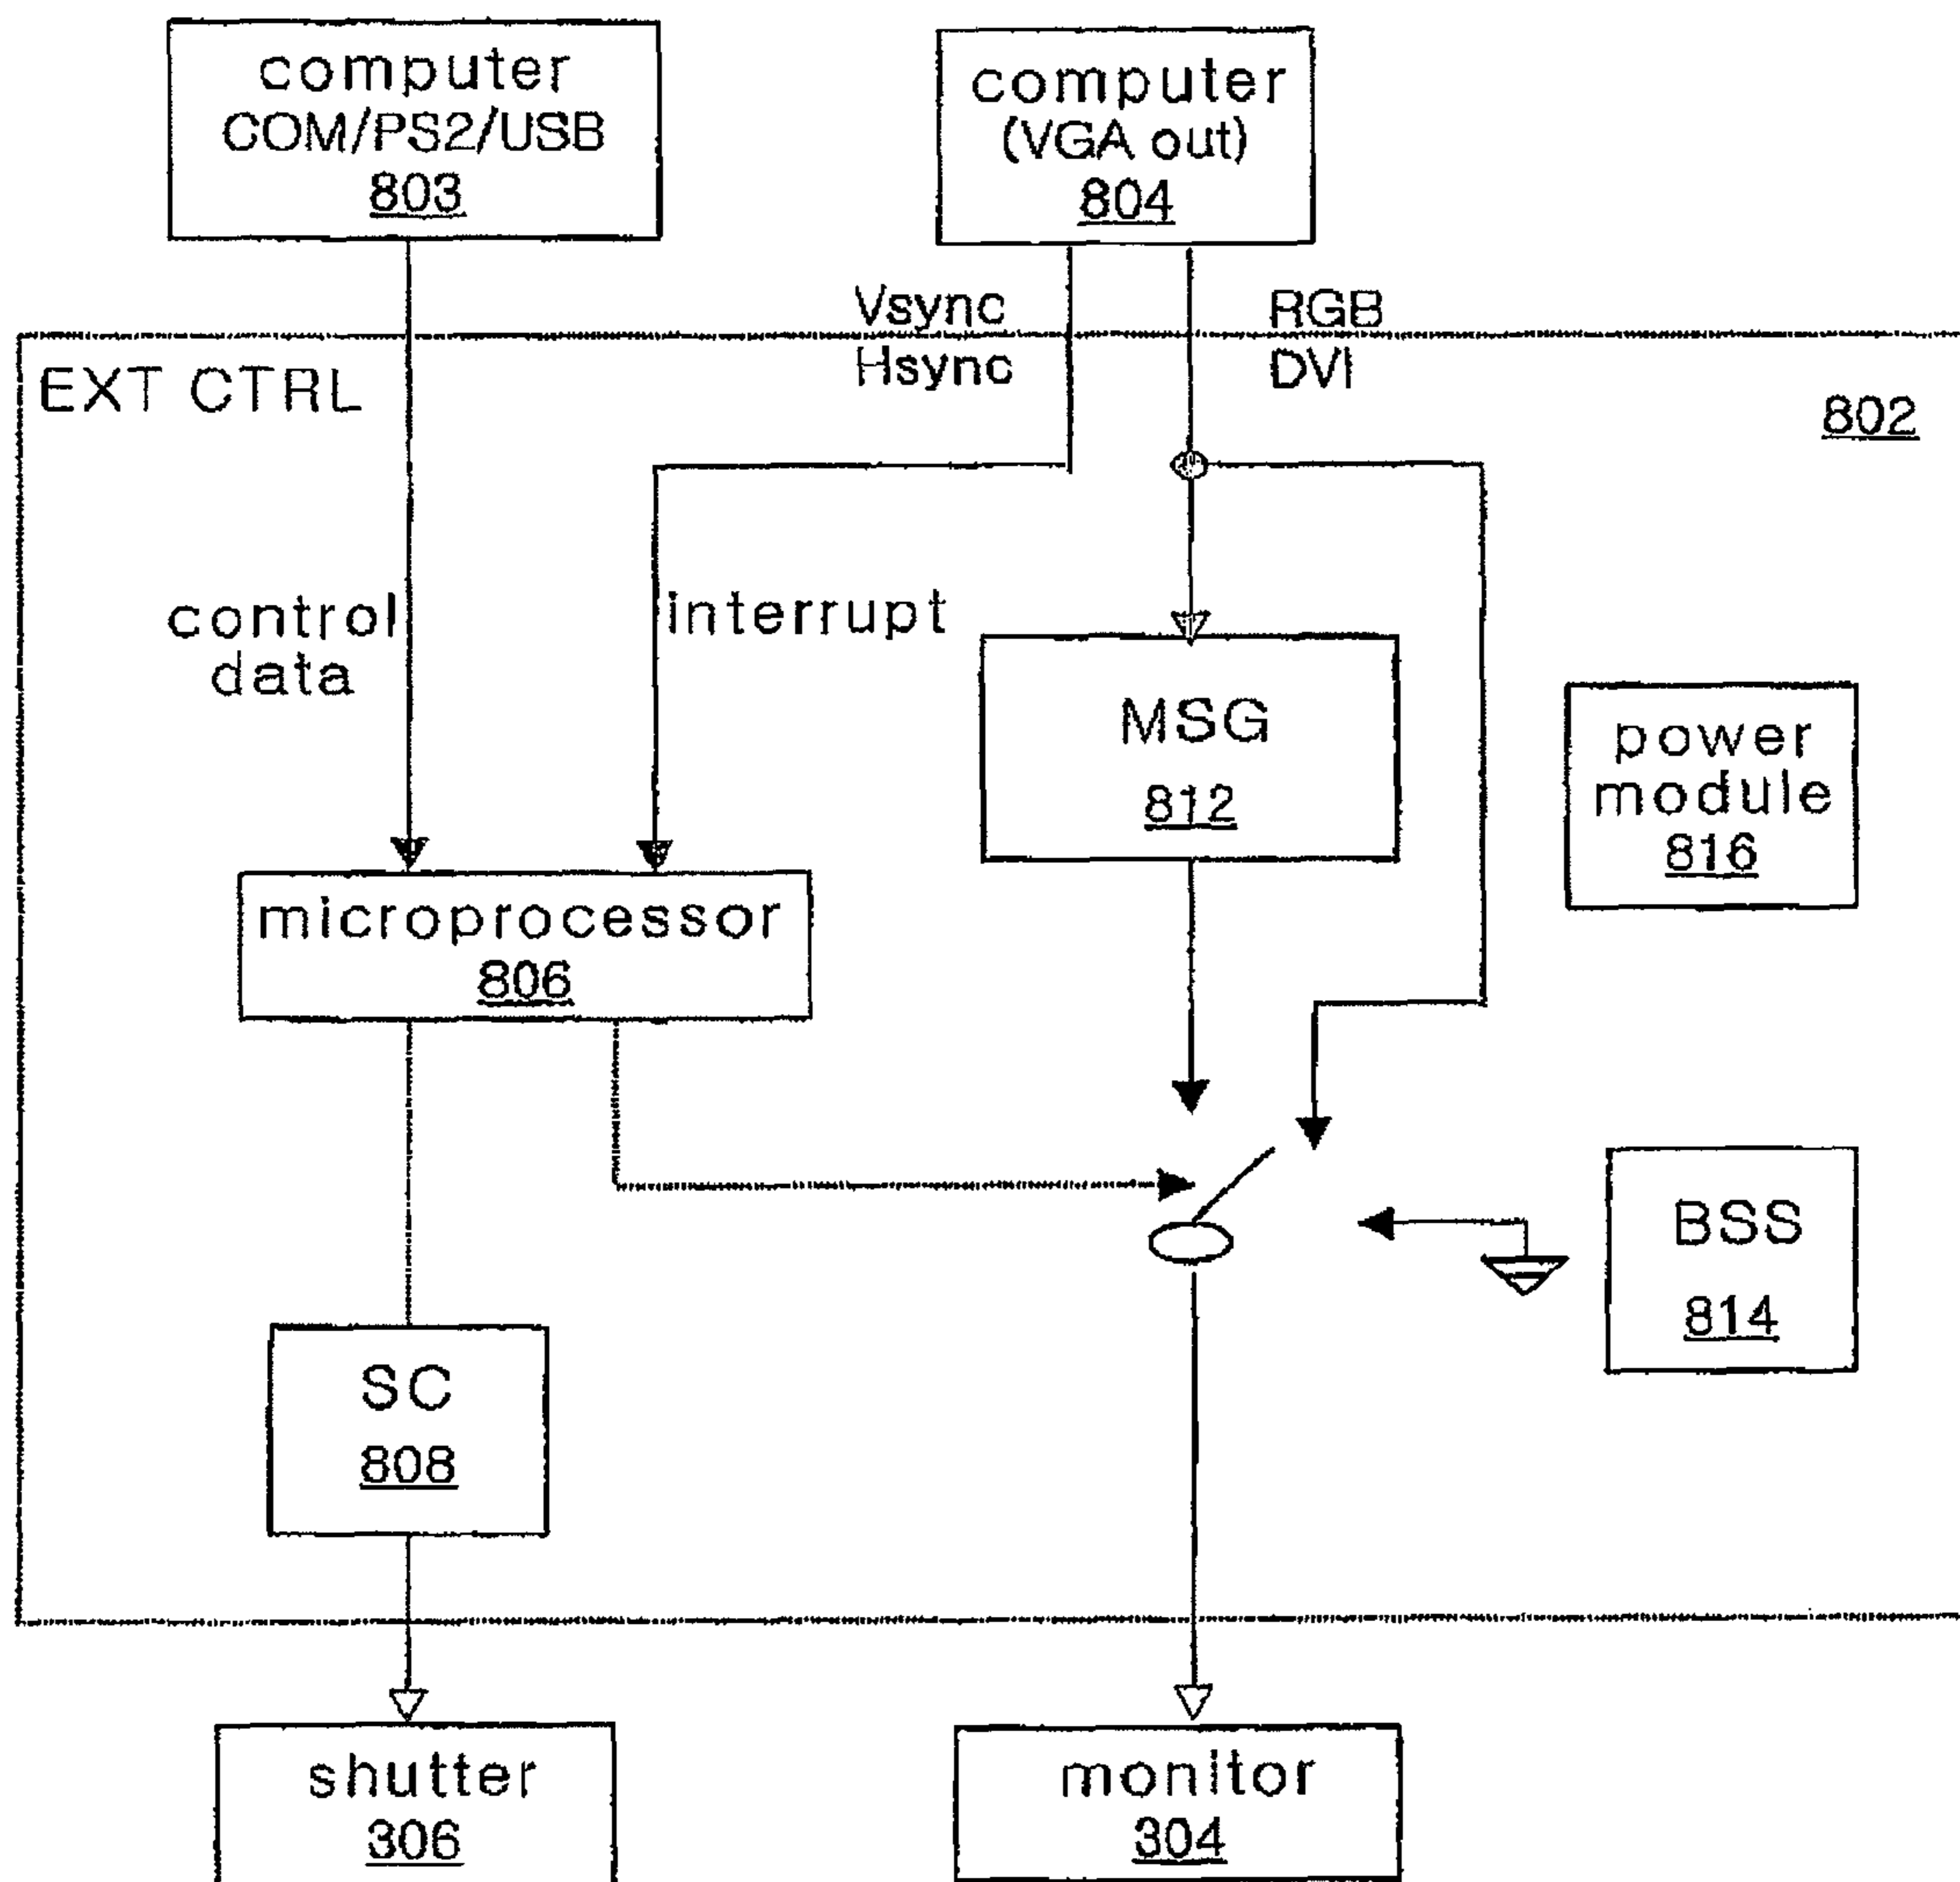 computer
COM/PS2/USB
803
computer
(VGA out)
804
Vsync
Hsync
RGB
DVI
EXT CTRL
802
control
data
interrupt
MSG
812
power
module
816
microprocessor
806
BSS
814
SC
808
shutter
306
monitor
304